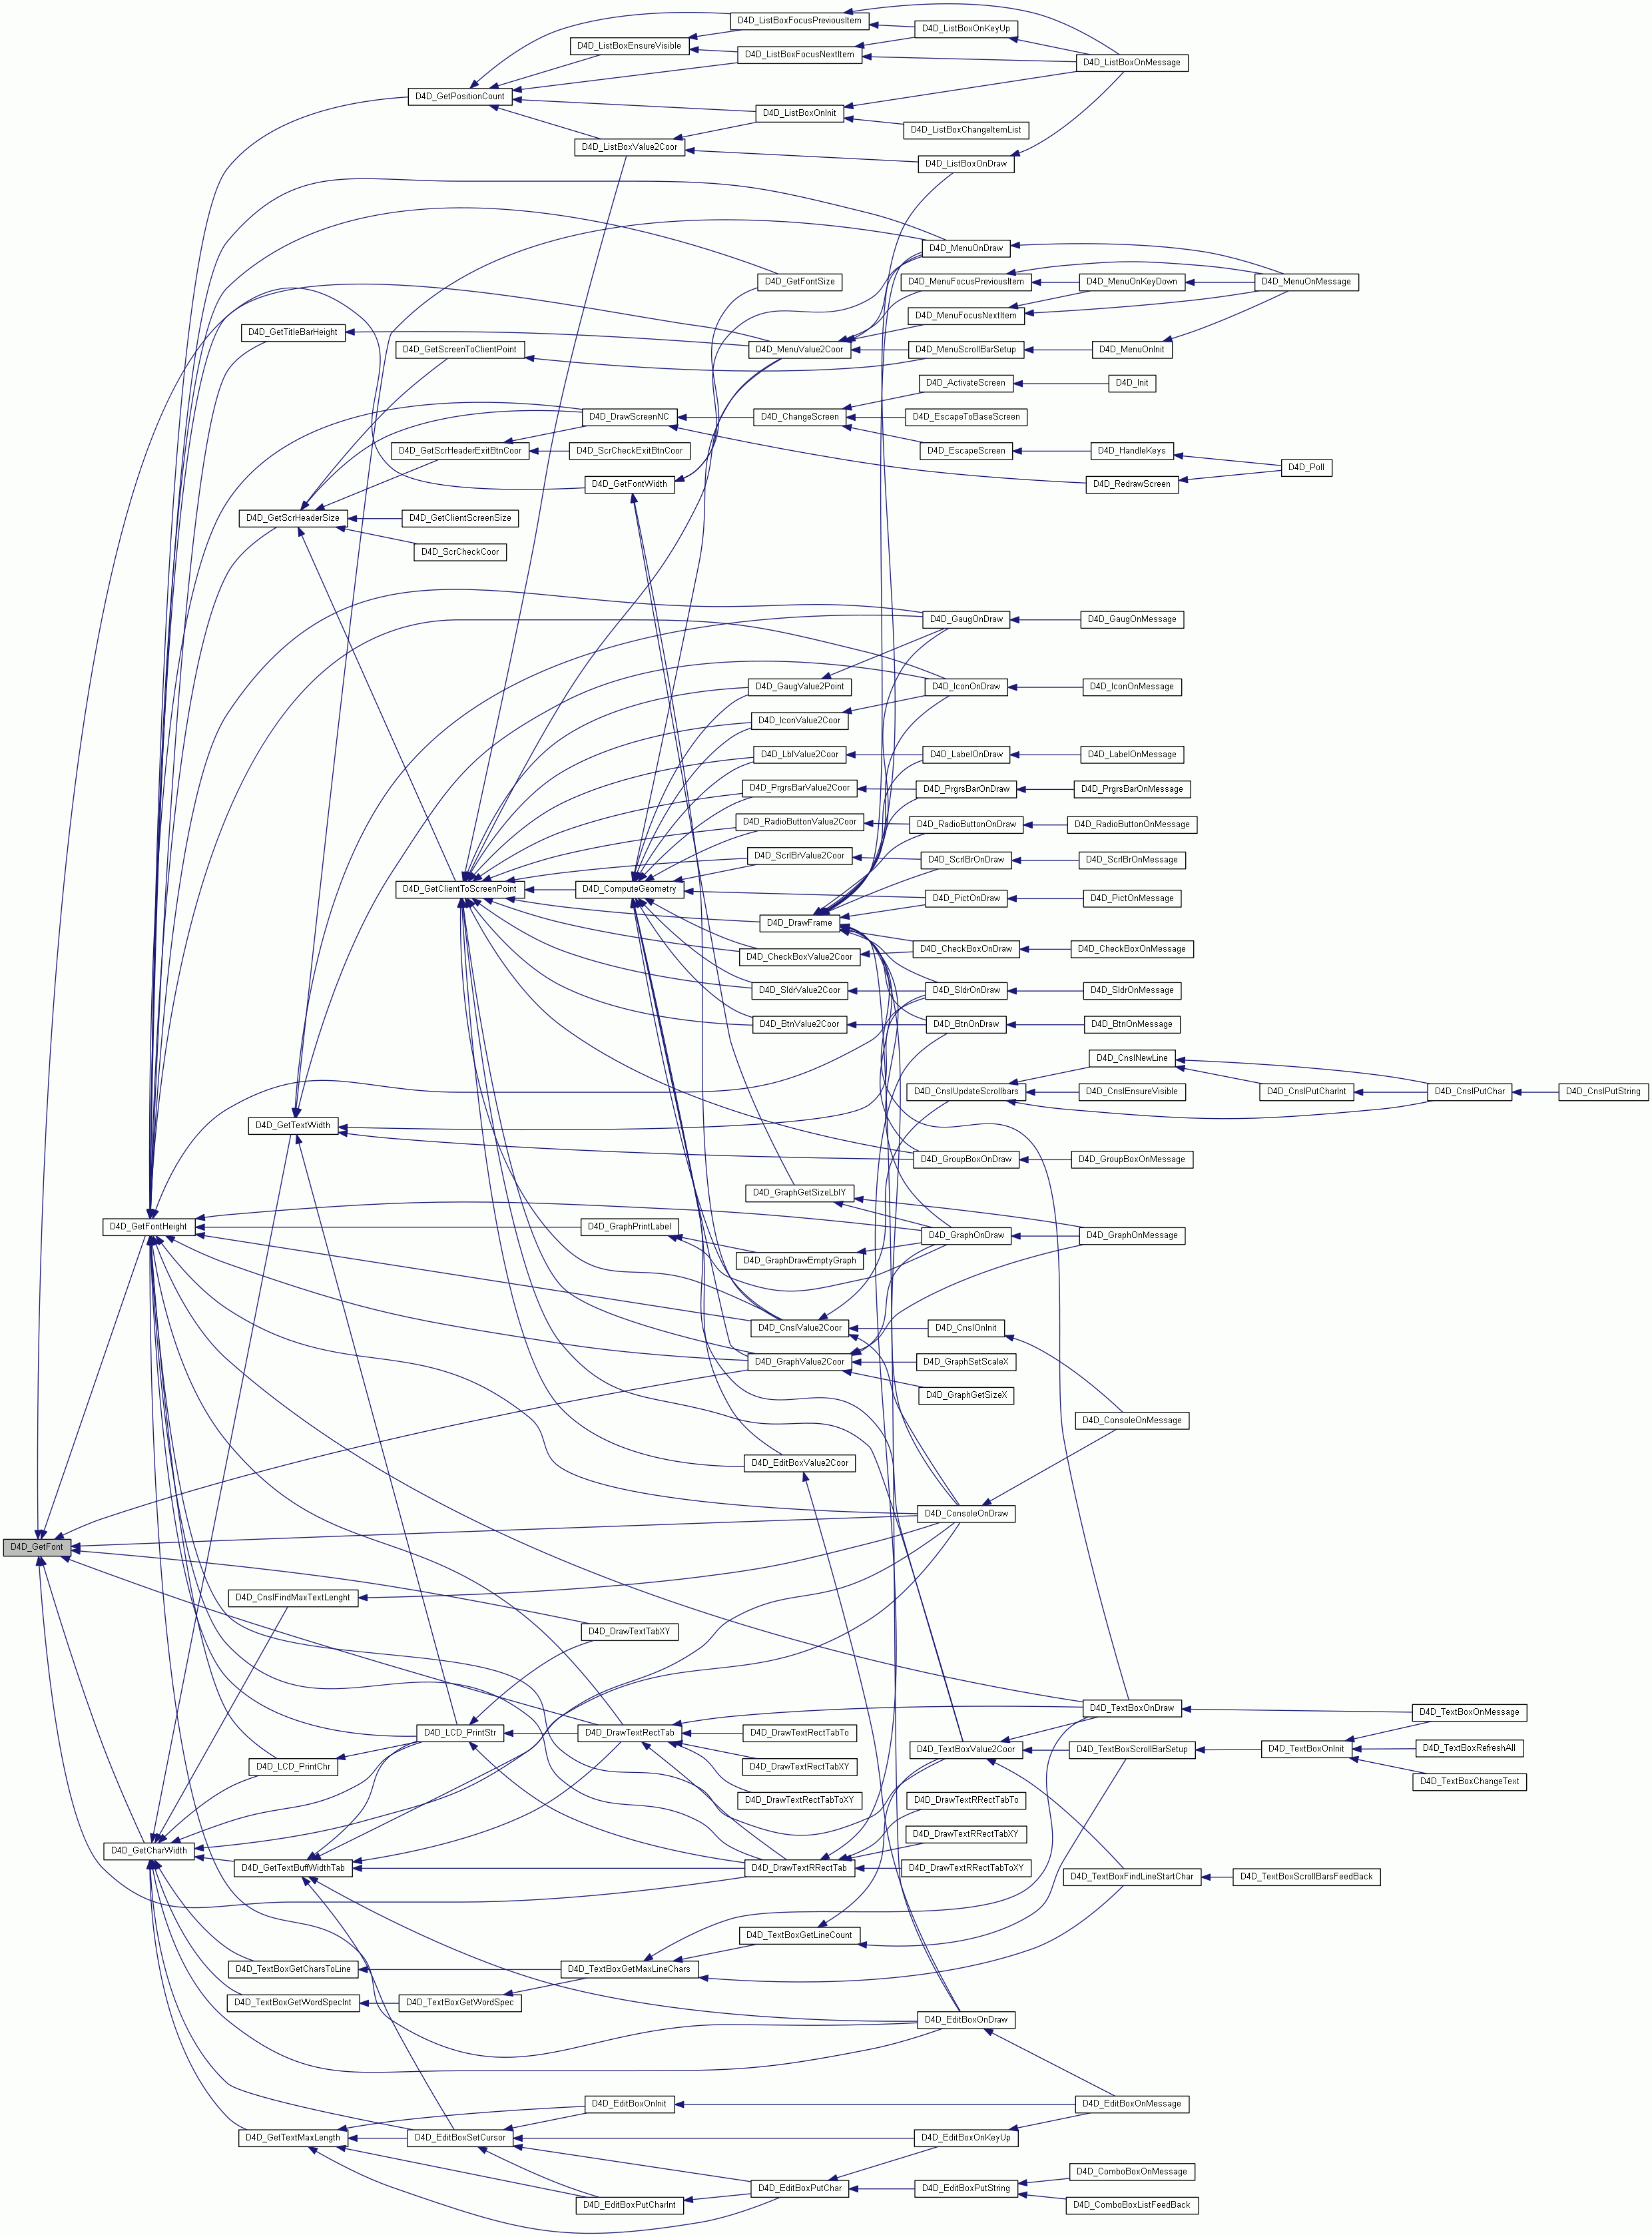 D4D_ListBoxFocusPreviousItem
D4D_ListBoxOnKeyUp
D4D_ListBoxEnsureVisible
D4D_ListBoxFocusNextItem
D4D_ListBoxOnMessage
D4D_GetPositionCount
D4D_ListBoxOnInit
D4D_ListBoxChangeItemList
D4D_ListBoxValue2Coor
D4D_ListBoxOnDraw
D4D_MenuOnDraw
D4D_GetFontSize
D4D_MenuFocusPreviousItem
D4D_MenuOnKeyDown
D4D_MenuOnMessage
D4D_MenuFocusNextItem
D4D_GetTitleBarHeight
D4D_GetScreenToClientPoint
D4D_MenuValue2Coor
D4D_MenuScrollBarSetup
D4D_MenuOnInit
D4D_ActivateScreen
D4D_Init
D4D_DrawScreenNC
D4D_ChangeScreen
D4D_EscapeToBaseScreen
D4D_GetScrHeaderExitBtnCoor
D4D_ScrCheckExitBtnCoor
D4D_EscapeScreen
D4D_HandleKeys
D4D_Poll
D4D_GetFontWidth
D4D_RedrawScreen
D4D_GetScrHeaderSize
D4D_GetClientScreenSize
D4D_ScrCheckCoor
D4D_GaugOnDraw
D4D_GaugOnMessage
D4D_GaugValue2Point
D4D_IconOnDraw
D4D_IconOnMessage
D4D_IconValue2Coor
D4D_LblValue2Coor
D4D_LabelOnDraw
D4D_LabelOnMessage
D4D_PrgrsBarValue2Coor
D4D_PrgrsBarOnDraw
D4D_PrgrsBarOnMessage
D4D_RadioButtonValue2Coor
D4D_RadioButtonOnDraw
D4D_RadioButtonOnMessage
D4D_ScrlBrValue2Coor
D4D_ScrlBrOnDraw
D4D_ScrlBrOnMessage
D4D_GetClientToScreenPoint
D4D_ComputeGeometry
D4D_PictOnDraw
D4D_PictOnMessage
D4D_DrawFrame
D4D_CheckBoxOnDraw
D4D_CheckBoxOnMessage
D4D_CheckBoxValue2Coor
D4D_SldrValue2Coor
D4D_SldrOnDraw
D4D_SldrOnMessage
D4D_BtnValue2Coor
D4D_BtnOnDraw
D4D_BtnOnMessage
D4D_CnslNewLine
D4D_CnslUpdateScrollbars
D4D_CnslEnsureVisible
D4D_CnslPutCharInt
D4D_CnslPutChar
D4D_CnslPutString
D4D_GetTextWidth
D4D_GroupBoxOnDraw
D4D_GroupBoxOnMessage
D4D_GraphGetSizeLblY
D4D_GetFontHeight
D4D_GraphPrintLabel
D4D_GraphOnDraw
D4D_GraphOnMessage
D4D_GraphDrawEmptyGraph
D4D_CnslValue2Coor
D4D_CnslOnInit
D4D_GraphValue2Coor
D4D_GraphSetScaleX
D4D_GraphGetSizeX
D4D_ConsoleOnMessage
D4D_EditBoxValue2Coor
D4D_ConsoleOnDraw
D4D_GetFont
D4D_CnslFindMaxTextLenght
D4D_DrawTextTabXY
D4D_TextBoxOnDraw
D4D_TextBoxOnMessage
D4D_LCD_PrintStr
D4D_DrawTextRectTab
D4D_DrawTextRectTabTo
D4D_TextBoxValue2Coor
D4D_TextBoxScrollBarSetup
D4D_TextBoxOnInit
D4D_TextBoxRefreshAll
D4D_LCD_PrintChr
D4D_DrawTextRectTabXY
D4D_TextBoxChangeText
D4D_DrawTextRectTabToXY
D4D_DrawTextRRectTabTo
D4D_DrawTextRRectTabXY
D4D_GetCharWidth
D4D_GetTextBuffWidthTab
D4D_DrawTextRRectTab
D4D_DrawTextRRectTabToXY
D4D_TextBoxFindLineStartChar
D4D_TextBoxScrollBarsFeedBack
D4D_TextBoxGetLineCount
D4D_TextBoxGetCharsToLine
D4D_TextBoxGetMaxLineChars
D4D_TextBoxGetWordSpecInt
D4D_TextBoxGetWordSpec
D4D_EditBoxOnDraw
D4D_EditBoxOnInit
D4D_EditBoxOnMessage
D4D_GetTextMaxLength
D4D_EditBoxSetCursor
D4D_EditBoxOnKeyUp
D4D_ComboBoxOnMessage
D4D_EditBoxPutChar
D4D_EditBoxPutString
D4D_EditBoxPutCharInt
D4D_ComboBoxListFeedBack